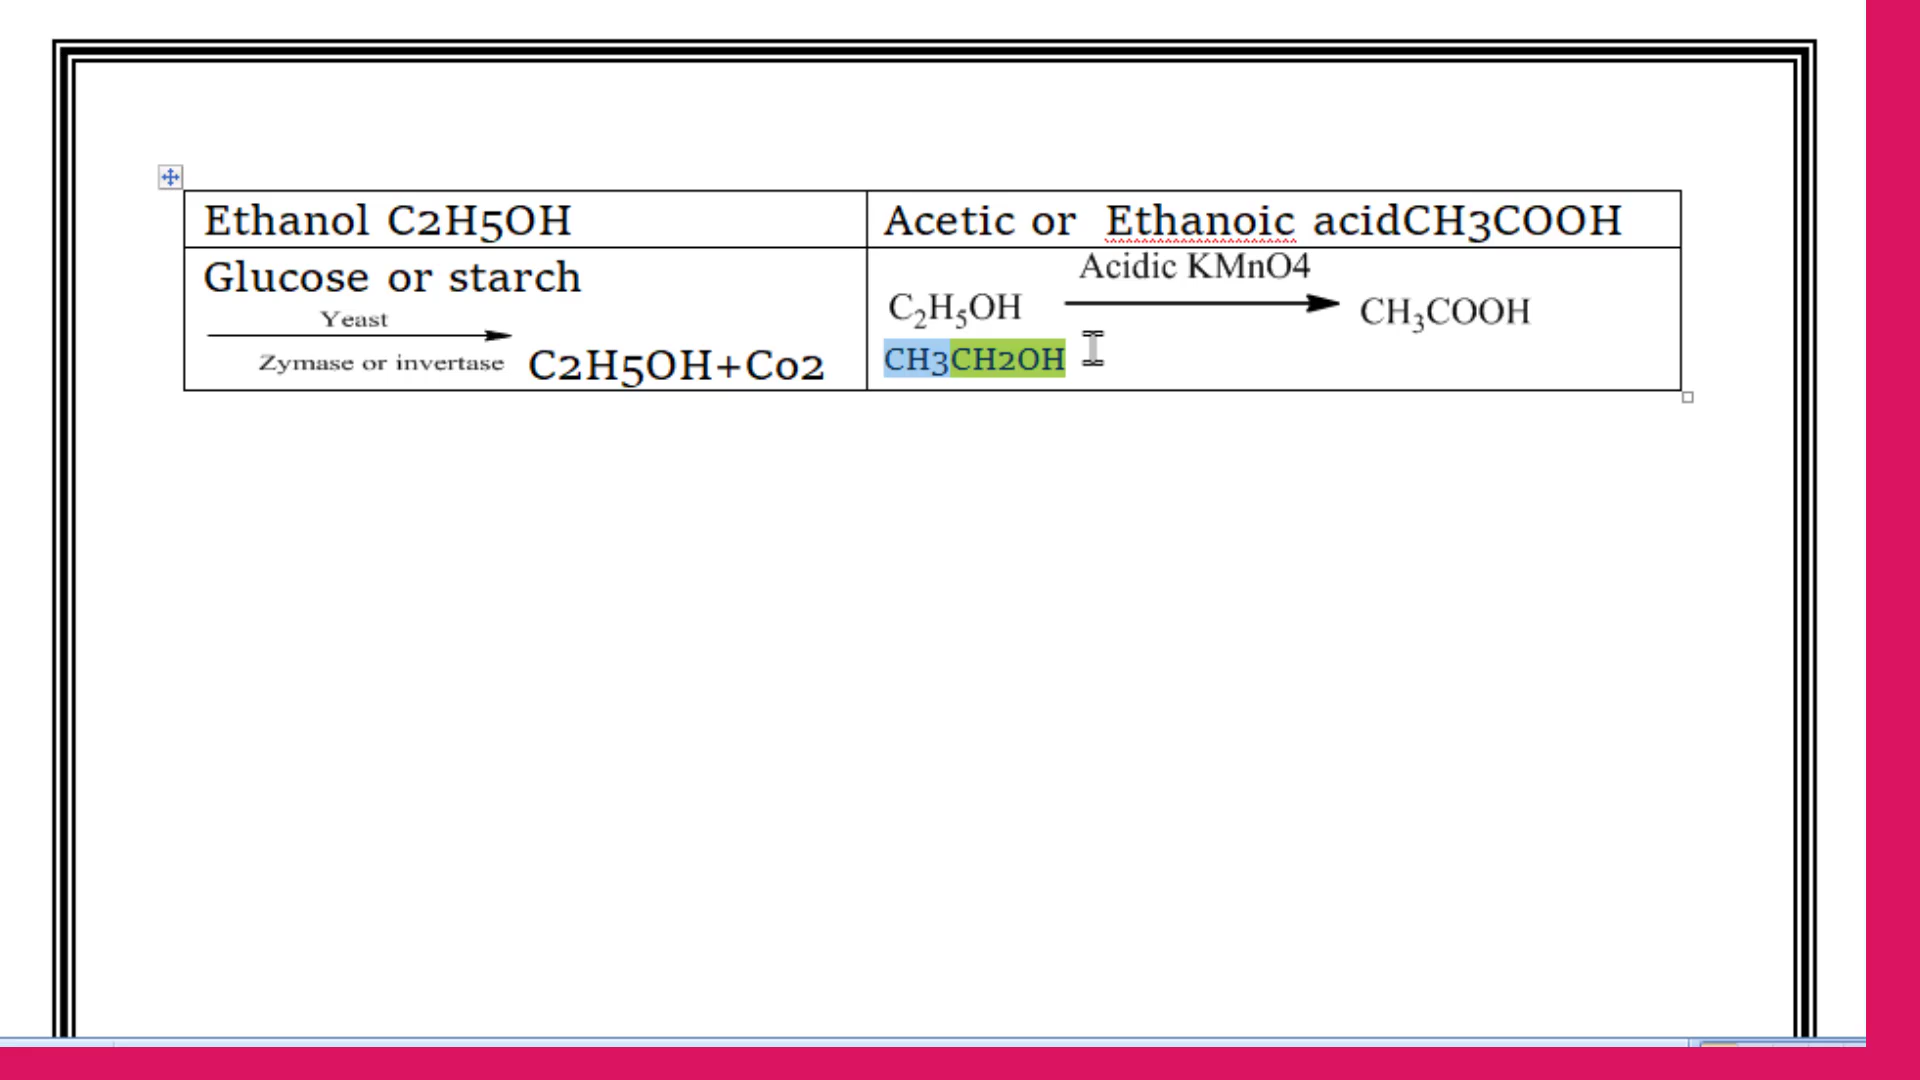 Ethanol C2H5OH
Acetic or Ethanoic acidCH3COOH
Glucose or starch
Yeast
Zymase or invertase
C2H5OH+Co2
Acidic KMnO4
C₂H₅OH
CH₃COOH
CH3CH2OH